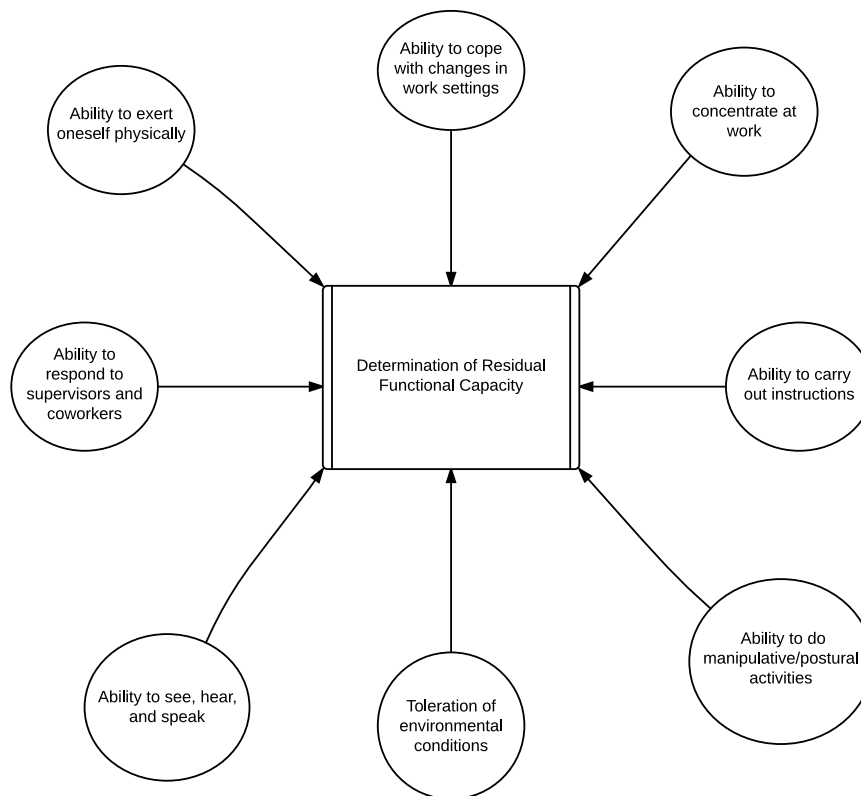 Ability to cope
with changes in
work settings
Ability to exert
oneself physically
Ability to
concentrate at
work
Ability to
respond to
supervisors and
coworkers
Determination of Residual
Functional Capacity
Ability to carry
out instructions
Ability to see, hear,
and speak
Toleration of
environmental
conditions
Ability to do
manipulative/postural
activities